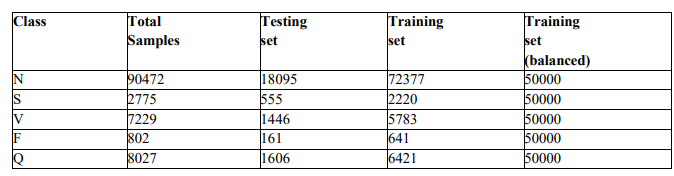 Class Total Samples Testing set Training set Training set (balanced)
N 90472 18095 72377 50000
S 2775 555 2220 50000
V 7229 1446 5783 50000
F 802 161 641 50000
Q 8027 1606 6421 50000